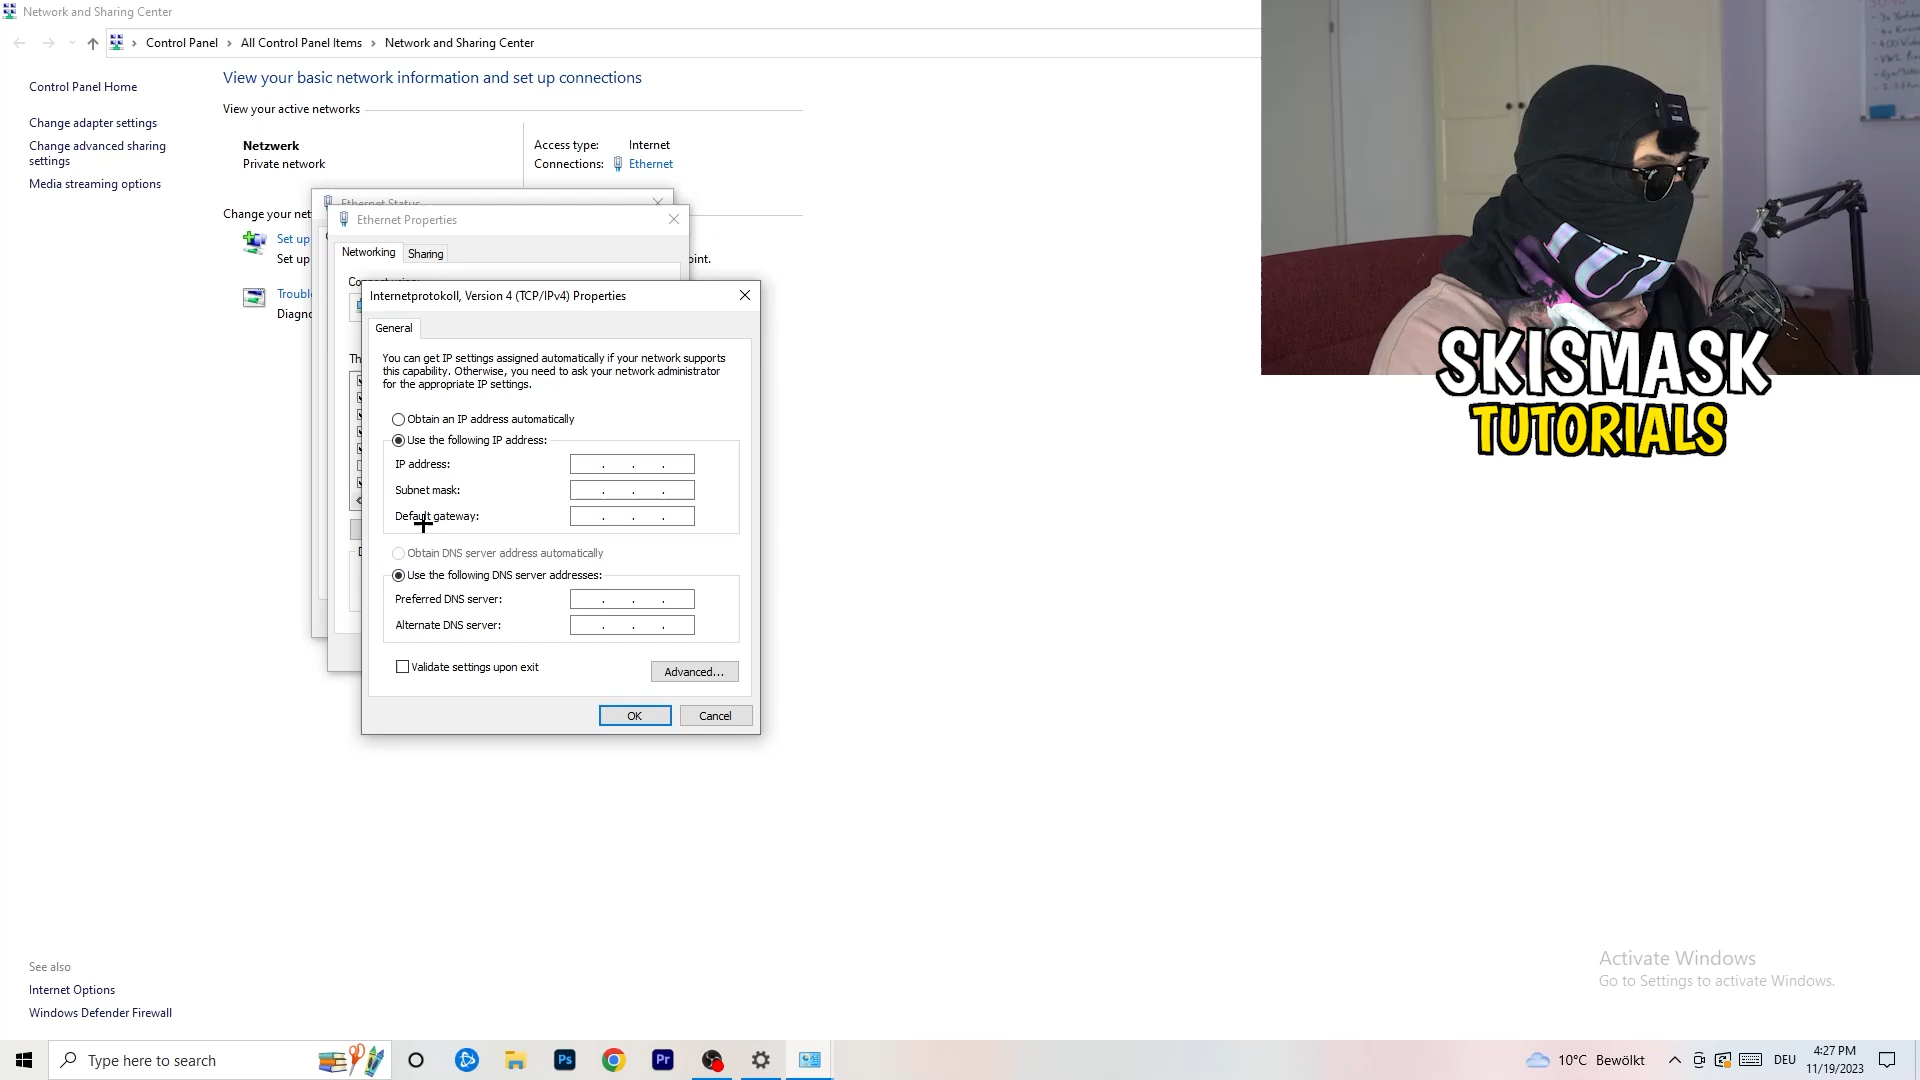 Network and Sharing Center
Control Panel > All Control Panel Items > Network and Sharing Center
Control Panel Home
Change adapter settings
Change advanced sharing
settings
Media streaming options
View your basic network information and set up connections
View your active networks
Netzwerk
Private network
Access type: Internet
Connections: Ethernet
Change your net
Set up
Set up
oint.
Troubl
Diagno
Ethernet Status
Ethernet Properties
Networking
Sharing
Internetprotokoll, Version 4 (TCP/IPv4) Properties
General
You can get IP settings assigned automatically if your network supports
this capability. Otherwise, you need to ask your network administrator
for the appropriate IP settings.
Obtain an IP address automatically
Use the following IP address:
IP address:
Subnet mask:
Default gateway:
Obtain DNS server address automatically
Use the following DNS server addresses:
Preferred DNS server:
Alternate DNS server:
Validate settings upon exit
Advanced...
OK
Cancel
SKISMASK
TUTORIALS
Activate Windows
Go to Settings to activate Windows.
See also
Internet Options
Windows Defender Firewall
Type here to search
Ps
Pr
10°C Bewölkt
DEU
4:27 PM
11/19/2023